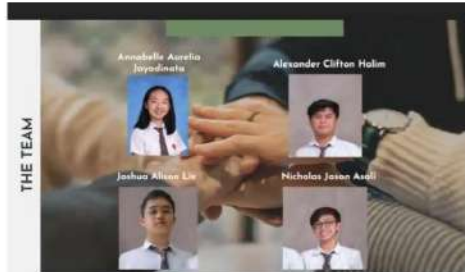 THE TEAM
Annabelle Aurelia
Jayadinata
Alexander Clifton Halim
Joshua Alison Lie
Nicholas Jason Asali